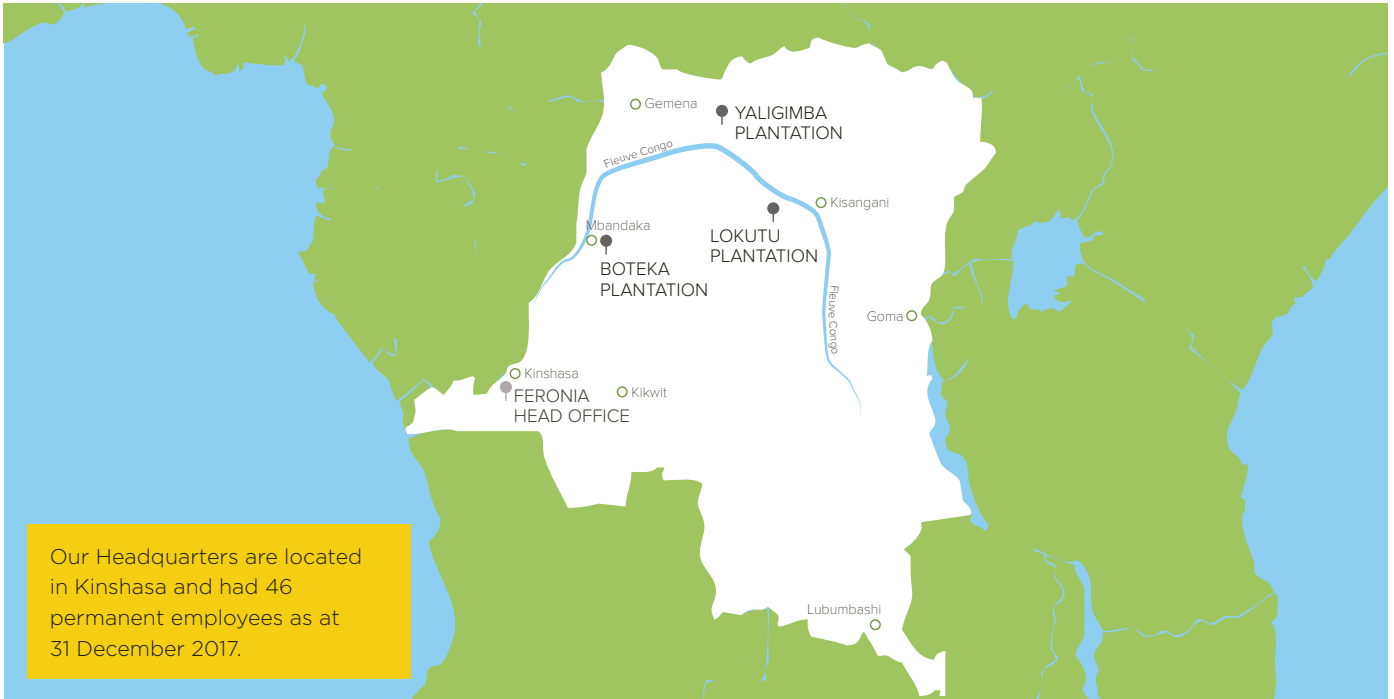 Gemena
YALIGIMBA
PLANTATION
Fleuve Congo
Kisangani
Mbandaka
LOKUTU
PLANTATION
BOTEKA
PLANTATION
Fleuve Congo
Goma
Kinshasa
FERONIA
HEAD OFFICE
Kikwit
Our Headquarters are located
in Kinshasa and had 46
permanent employees as at
31 December 2017.
Lubumbashi